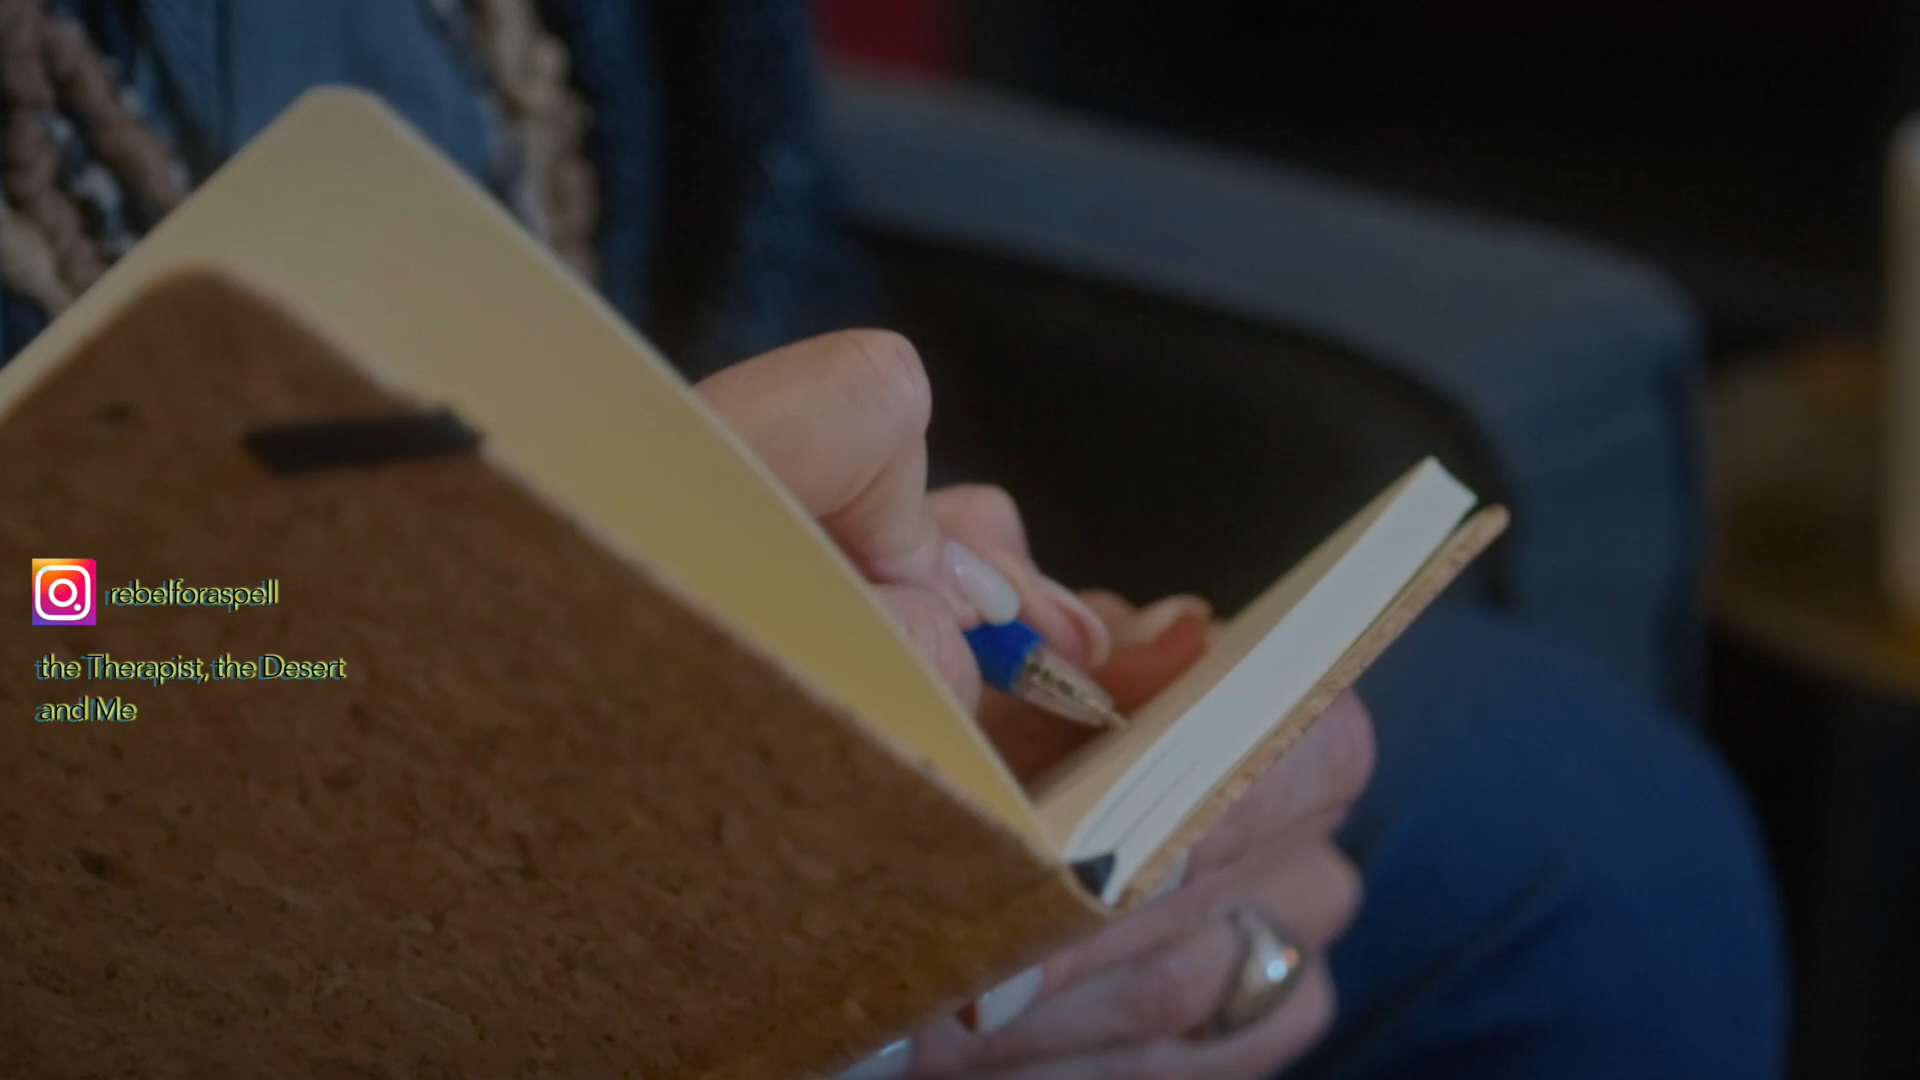 rebelforaspell
the Therapist, the Desert
and Me